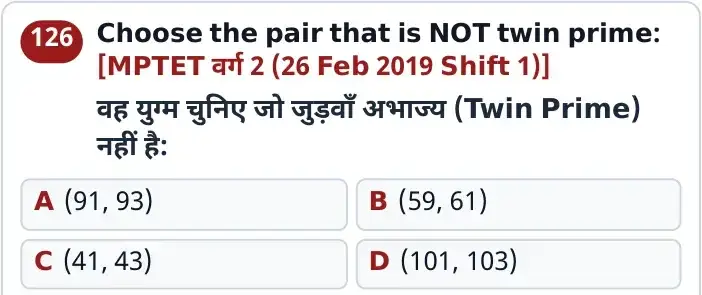 126 Choose the pair that is NOT twin prime:
[MPTET वर्ग 2 (26 Feb 2019 Shift 1)]
वह युग्म चुनिए जो जुड़वाँ अभाज्य (Twin Prime)
नहीं है:
A (91, 93) B (59, 61)
C (41, 43) D (101, 103)